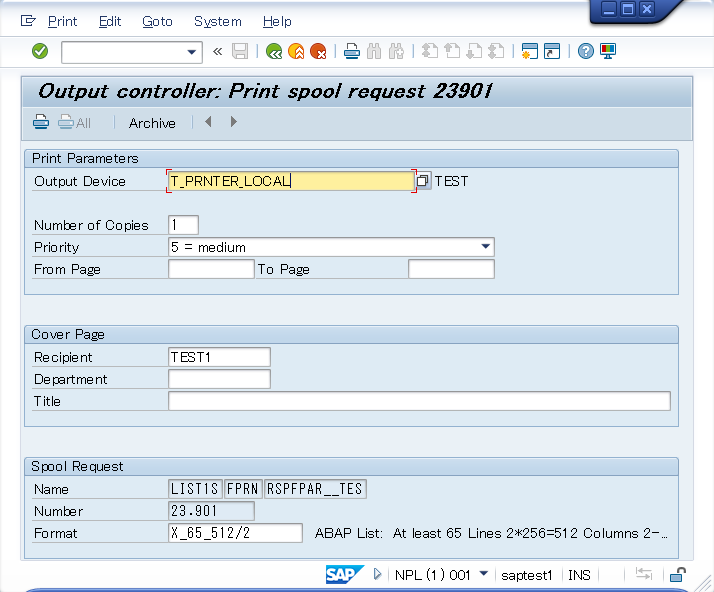 Print Edit Goto System Help
«
Output controller: Print spool request 23901
All Archive
Print Parameters
Output Device T_PRNTER_LOCAL TEST
Number of Copies 1
Priority 5 = medium
From Page To Page
Cover Page
Recipient TEST1
Department
Title
Spool Request
Name LIST1S FPRN RSPFPAR__TES
Number 23.901
Format X_65_512/2 ABAP List: At least 65 Lines 2*256=512 Columns 2-...
SAP NPL (1) 001 saptest1 INS